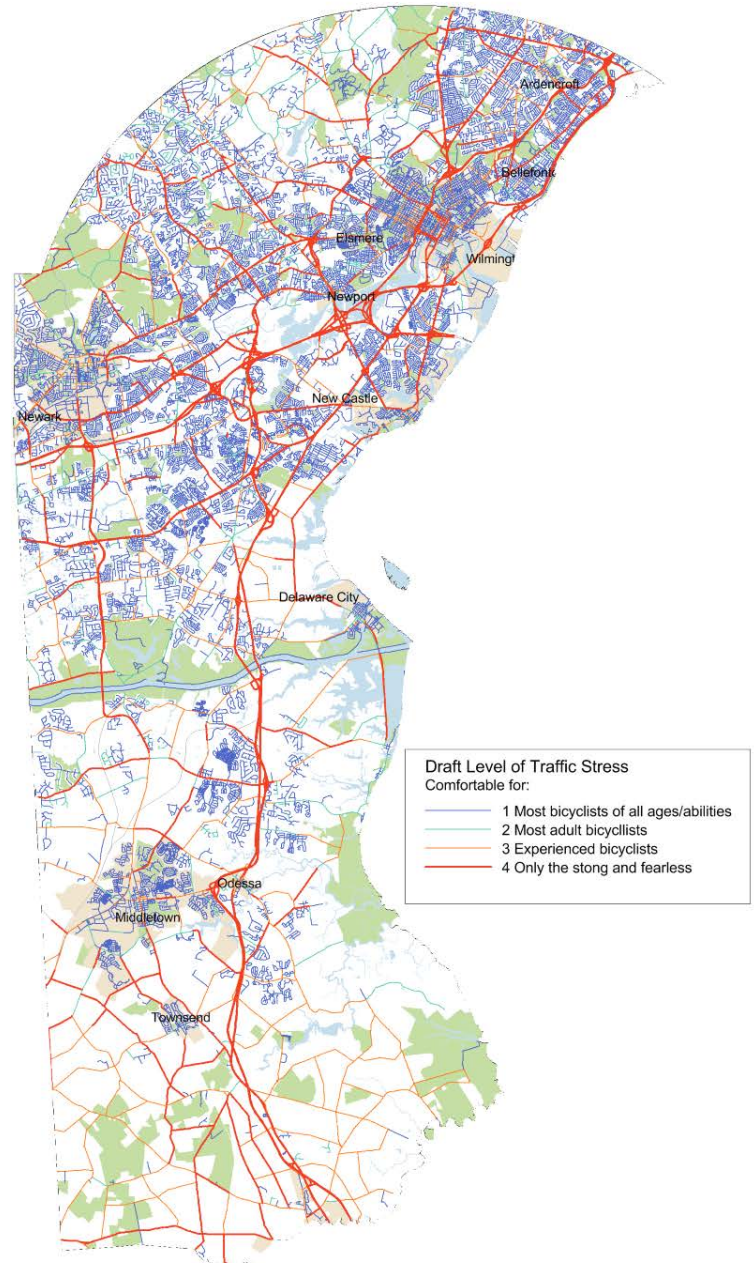 Ardencroft
Bellefont
Elsmere
Wilmingt
Newport
New Castle
Newark
Delaware City
Draft Level of Traffic Stress
Comfortable for:
1 Most bicyclists of all ages/abilities
2 Most adult bicycllists
3 Experienced bicyclists
4 Only the stong and fearless
Odessa
Middletown
Townsend